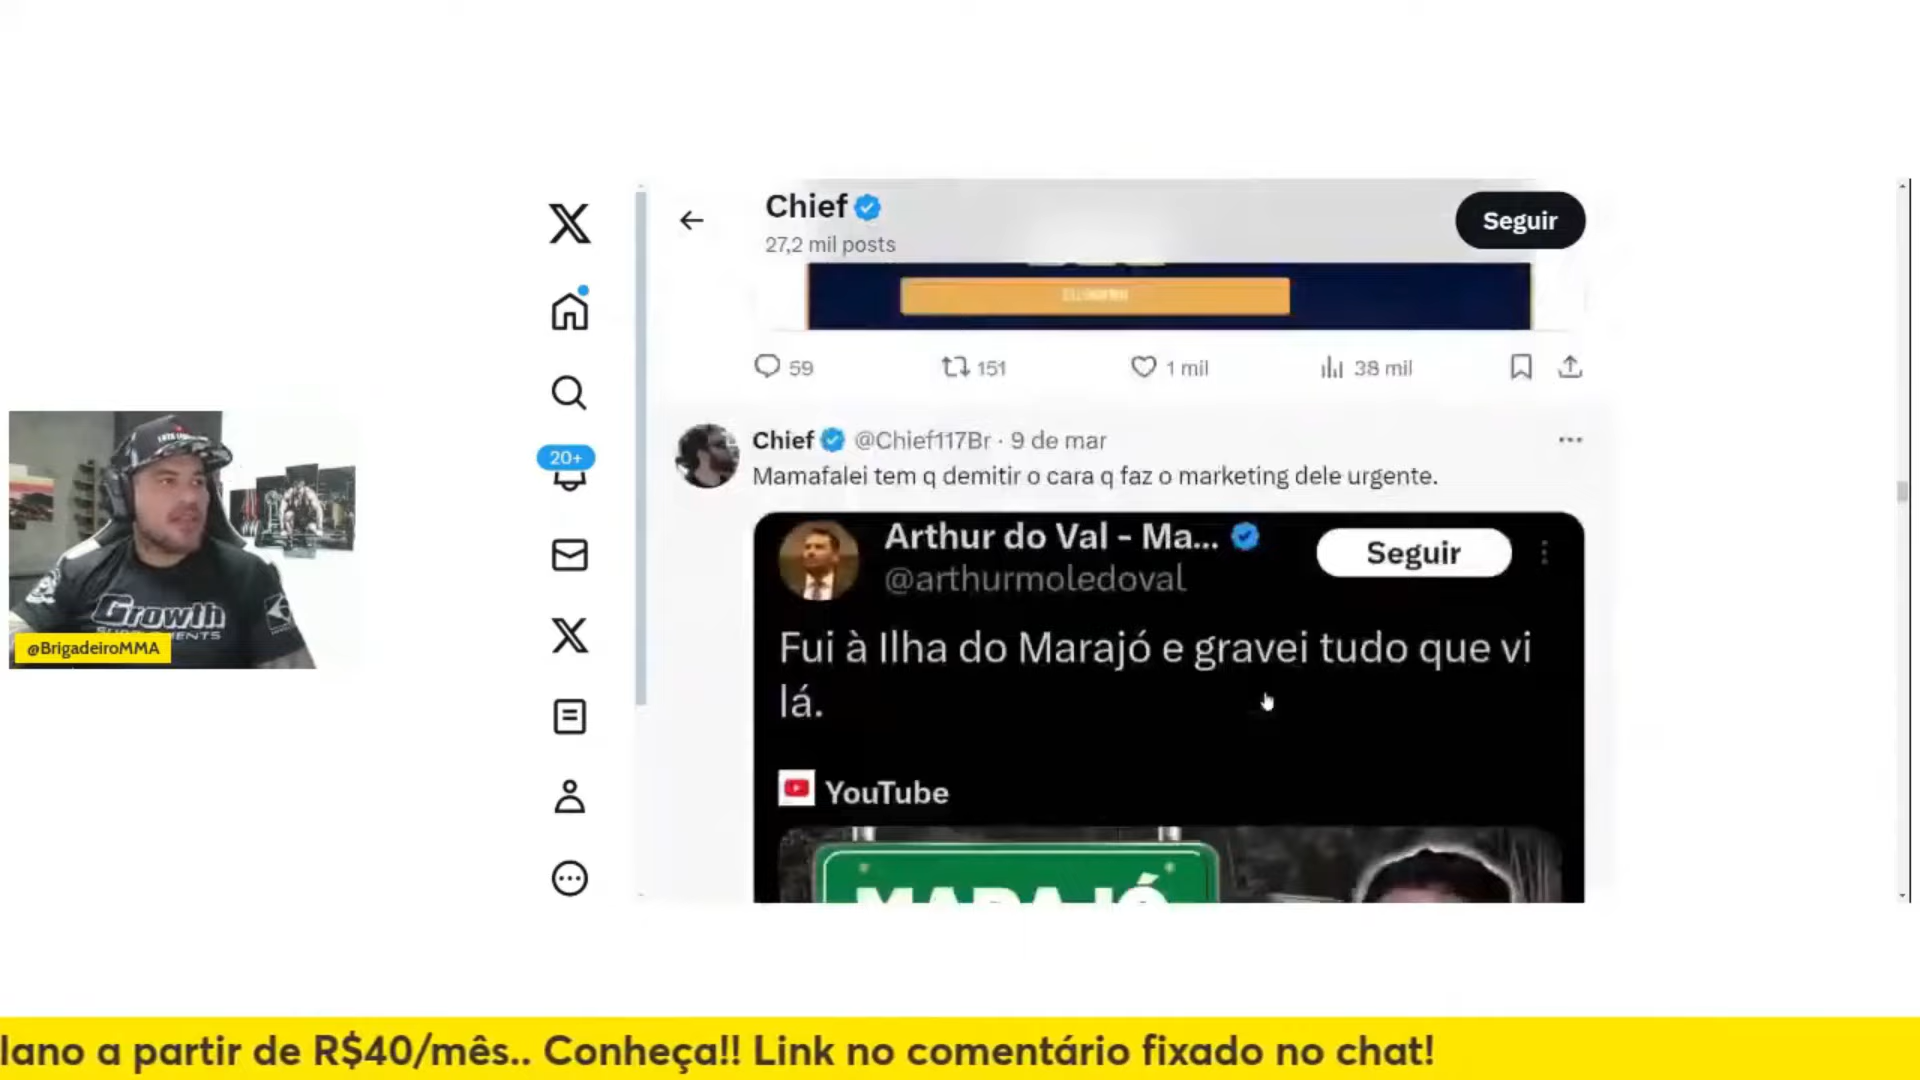 Chief
27,2 mil posts
Seguir
59
151
1 mil
38 mil
20+
Chief @Chief117Br · 9 de mar
Mamafalei tem q demitir o cara q faz o marketing dele urgente.
Arthur do Val - Ma...
@arthurmoledoval
Seguir
Fui à Ilha do Marajó e gravei tudo que vi
lá.
YouTube
MARAJÓ
Growth
SUPPLEMENTS
@BrigadeiroMMA
lano a partir de R$40/mês.. Conheça!! Link no comentário fixado no chat!